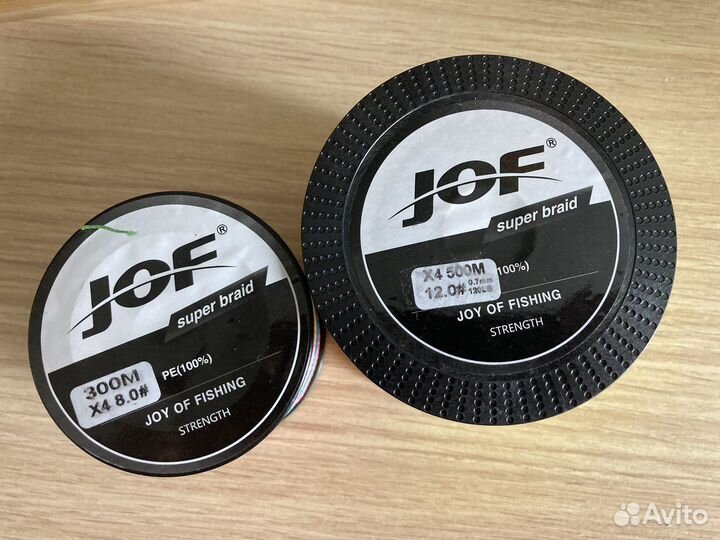 JOF®
super braid
300M
X4 8.0#
PE(100%)
JOY OF FISHING
STRENGTH
JOF®
super braid
X4 500M
12.0# 0.7mm
120LB
(100%)
JOY OF FISHING
STRENGTH
Avito